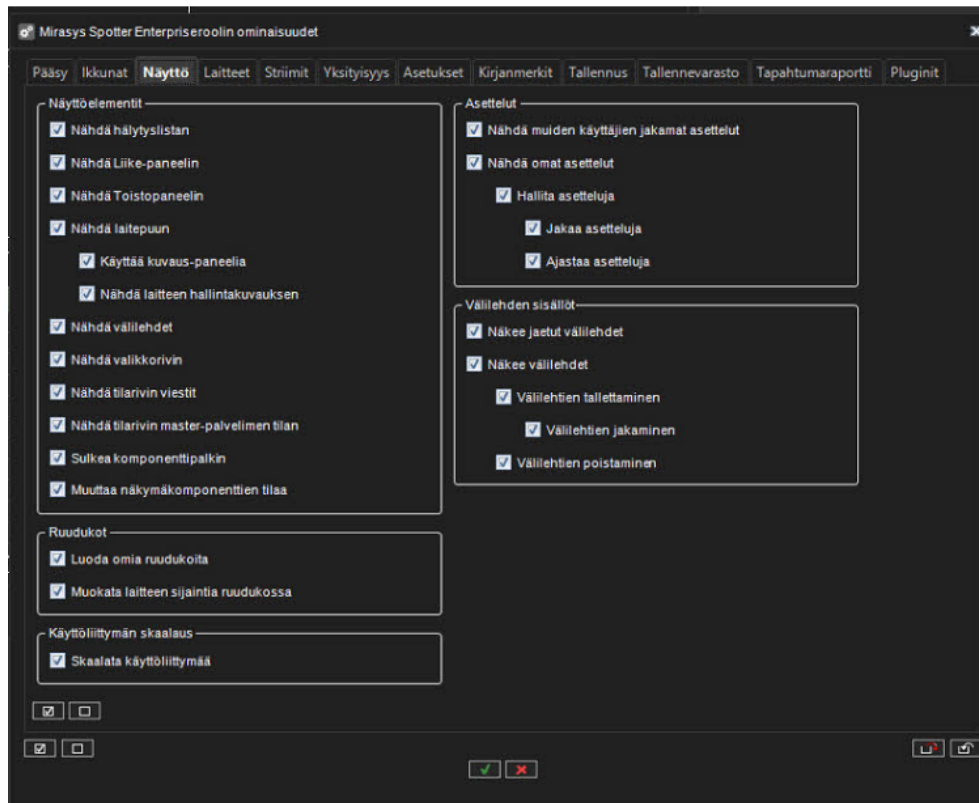 Mirasys Spotter Enterpriseroolin ominaisuudet
Pääsy Ikkunat Näyttö Laitteet Striimit Yksityisyys Asetukset Kirjanmerkit Tallennus Tallennevarasto Tapahtumaraportti Pluginit
Näyttöelementit
Nähdä hälytyslistan
Nähdä Liike-paneelin
Nähdä Toistopaneelin
Nähdä laitepuun
Käyttää kuvaus-paneelia
Nähdä laitteen hallintakuvauksen
Nähdä välilehdet
Nähdä valikkorivin
Nähdä tilarivin viestit
Nähdä tilarivin master-palvelimen tilan
Sulkea komponenttipalkin
Muuttaa näkymäkomponenttien tilaa
Ruudukot
Luoda omia ruudukoita
Muokata laitteen sijaintia ruudukossa
Käyttöliittymän skaalaus
Skaalata käyttöliittymää
Asettelut
Nähdä muiden käyttäjien jakamat asettelut
Nähdä omat asettelut
Hallita asetteluja
Jakaa asetteluja
Ajastaa asetteluja
Välilehden sisällöt
Näkee jaetut välilehdet
Näkee välilehdet
Välilehtien tallettaminen
Välilehtien jakaminen
Välilehtien poistaminen